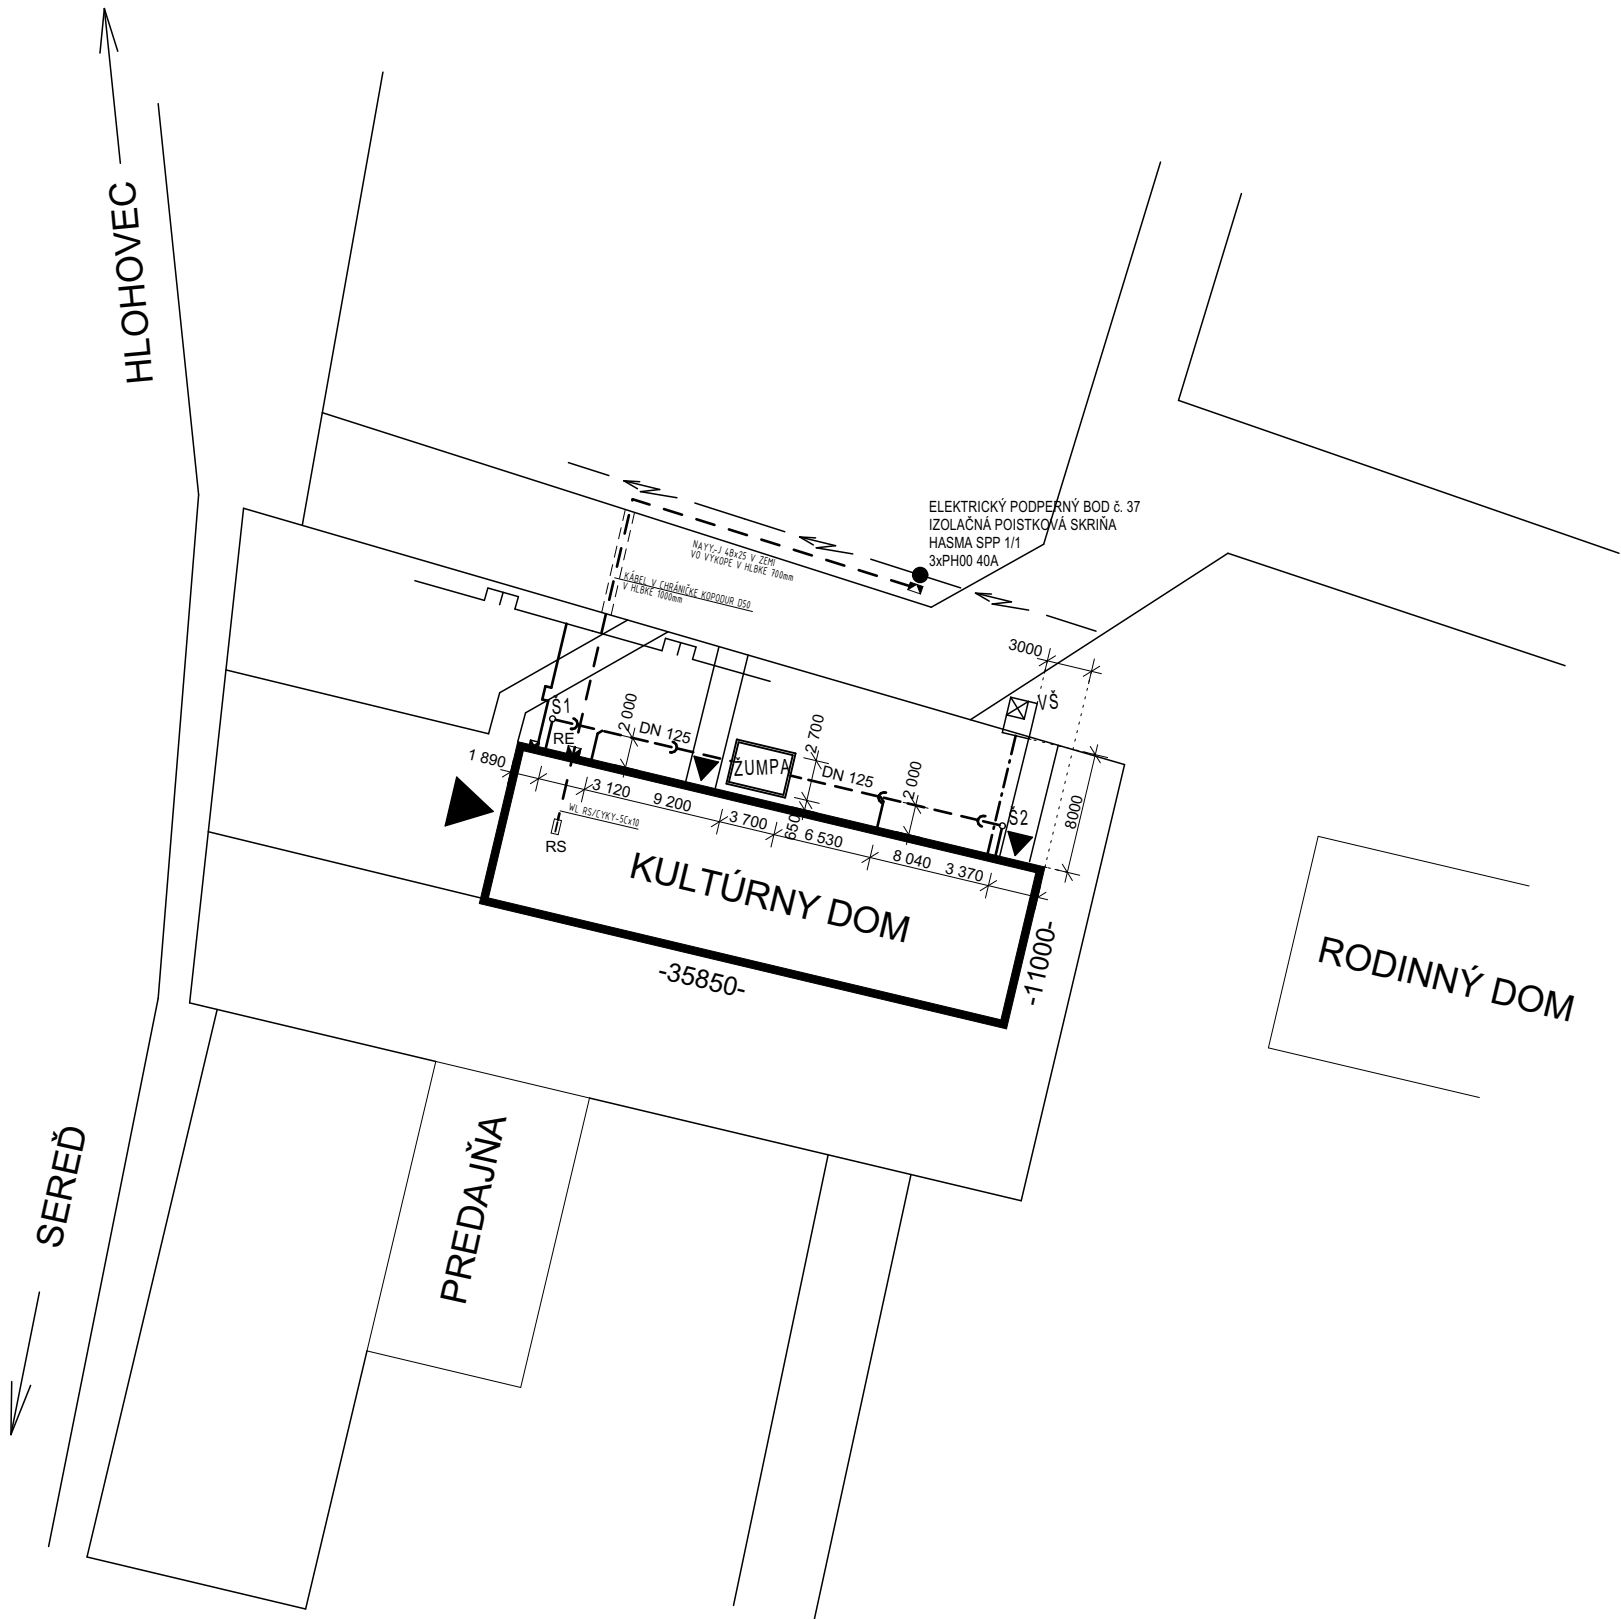 HLOHOVEC
ELEKTRICKÝ PODPERNÝ BOD č. 37
IZOLAČNÁ POISTKOVÁ SKRIŇA
HASMA SPP 1/1
3xPH00 40A
NAYY-J 4Bx25 V ZEMI
VO VÝKOPE V HĹBKE 700mm
KÁBEL V CHRÁNIČKE KOPODUR D50
V HĹBKE 1000mm
3000
VŠ
Š1
RE
2 000
DN 125
2 700
ŽUMPA
DN 125
2 000
Š2
8000
1 890
3 120
9 200
3 700
650
6 530
8 040
3 370
WL RS/CYKY-5Cx10
RS
KULTÚRNY DOM
-35850-
-11000-
RODINNÝ DOM
SEREĎ
PREDAJŇA